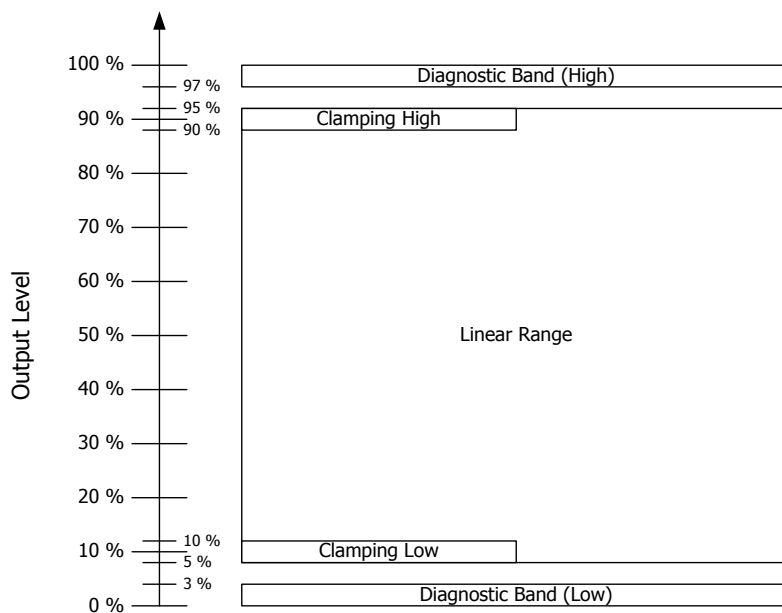 100 %
Diagnostic Band (High)
97 %
95 %
90 %
Clamping High
90 %
80 %
70 %
60 %
Output Level
50 %
Linear Range
40 %
30 %
20 %
10 %
10 %
Clamping Low
5 %
3 %
Diagnostic Band (Low)
0 %